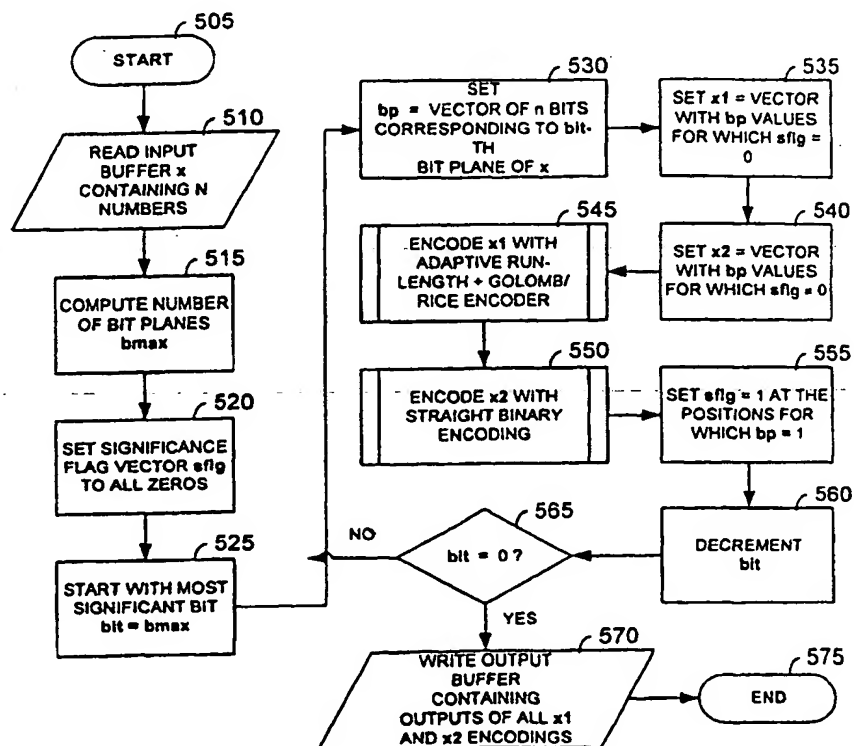 505
START
510
READ INPUT
BUFFER x
CONTAINING N
NUMBERS
515
COMPUTE NUMBER
OF BIT PLANES
bmax
520
SET SIGNIFICANCE
FLAG VECTOR sflg
TO ALL ZEROS
525
START WITH MOST
SIGNIFICANT BIT
bit = bmax
530
SET
bp = VECTOR OF n BITS
CORRESPONDING TO bit-
TH
BIT PLANE OF x
535
SET x1 = VECTOR
WITH bp VALUES
FOR WHICH sflg =
0
540
SET x2 = VECTOR
WITH bp VALUES
FOR WHICH sflg = 0
545
ENCODE x1 WITH
ADAPTIVE RUN-
LENGTH + GOLOMB/
RICE ENCODER
550
ENCODE x2 WITH
STRAIGHT BINARY
ENCODING
555
SET sflg = 1 AT THE
POSITIONS FOR
WHICH bp = 1
560
DECREMENT
bit
565
bit = 0 ?
NO
YES
570
WRITE OUTPUT
BUFFER
CONTAINING
OUTPUTS OF ALL x1
AND x2 ENCODINGS
575
END